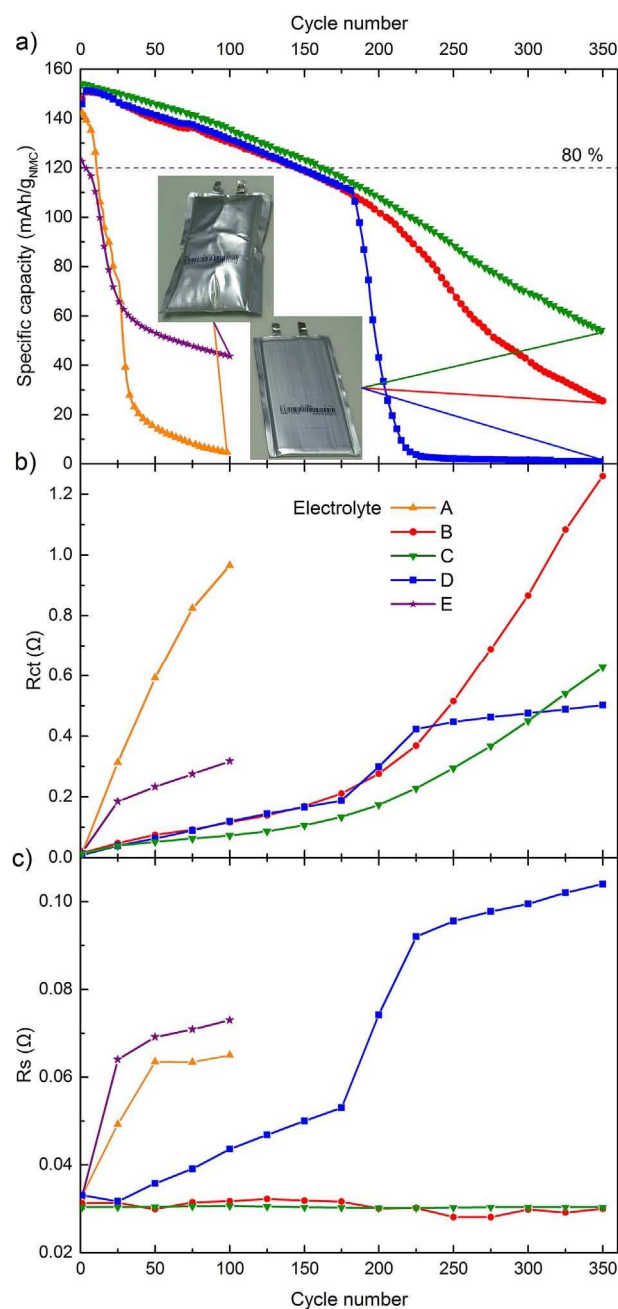 Cycle number
a)
0 50 100 150 200 250 300 350
160
140
120
100
80
60
40
20
0
Specific capacity (mAh/g_NMC)
80 %
b)
1.2
1.0
0.8
0.6
0.4
0.2
0.0
Rct (Ω)
Electrolyte
A
B
C
D
E
c)
0.10
0.08
0.06
0.04
0.02
Rs (Ω)
0 50 100 150 200 250 300 350
Cycle number